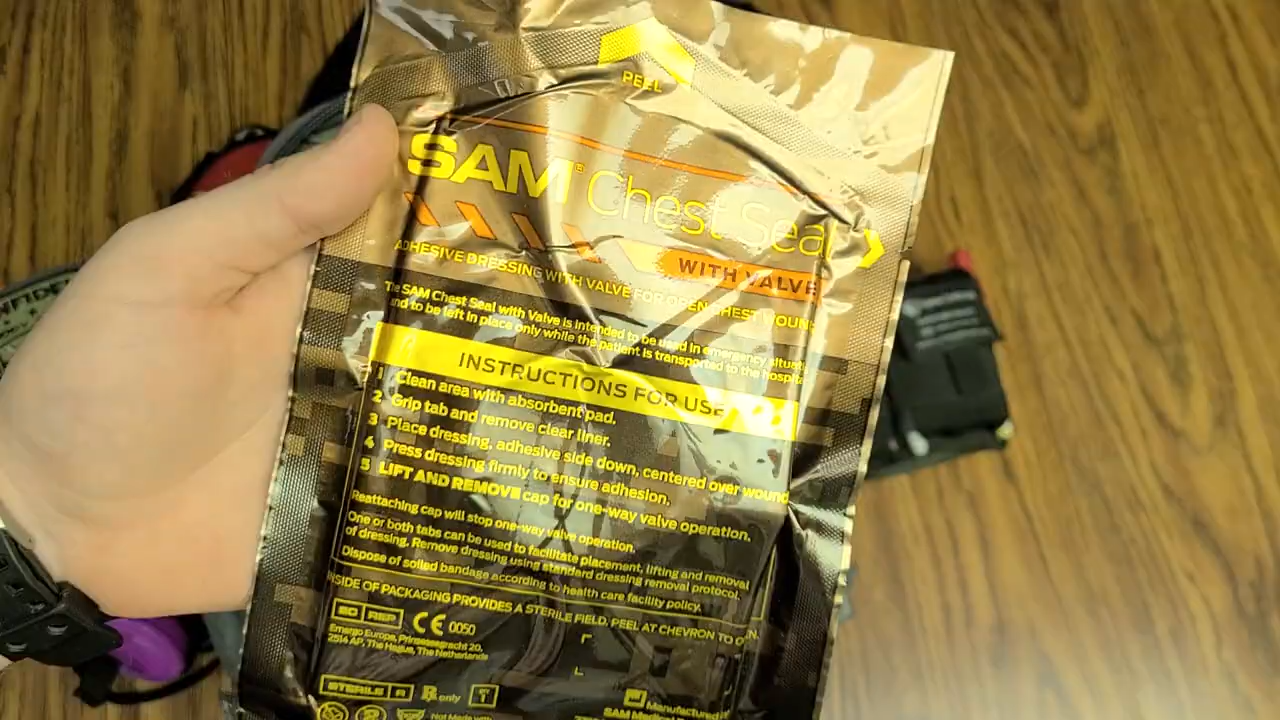 PEEL
SAM® Chest Seal
WITH VALVE
ADHESIVE DRESSING WITH VALVE FOR OPEN CHEST WOUN
The SAM Chest Seal with Valve is intended to be used in emergency situati
and to be left in place only while the patient is transported to the hospita
INSTRUCTIONS FOR USE
1 Clean area with absorbent pad.
2 Grip tab and remove clear liner.
3 Place dressing, adhesive side down, centered over wound
4 Press dressing firmly to ensure adhesion.
5 LIFT AND REMOVE cap for one-way valve operation.
Reattaching cap will stop one-way valve operation.
One or both tabs can be used to facilitate placement, lifting and removal
of dressing. Remove dressing using standard dressing removal protocol.
Dispose of soiled bandage according to health care facility policy.
INSIDE OF PACKAGING PROVIDES A STERILE FIELD. PEEL AT CHEVRON TO
EC REP CE 0050
Emergo Europe, Prinsessegracht 20,
2514 AP, The Hague, The Netherlands
STERILE R Rx only QTY 1
Manufactured
Not Made with
SAM Medical